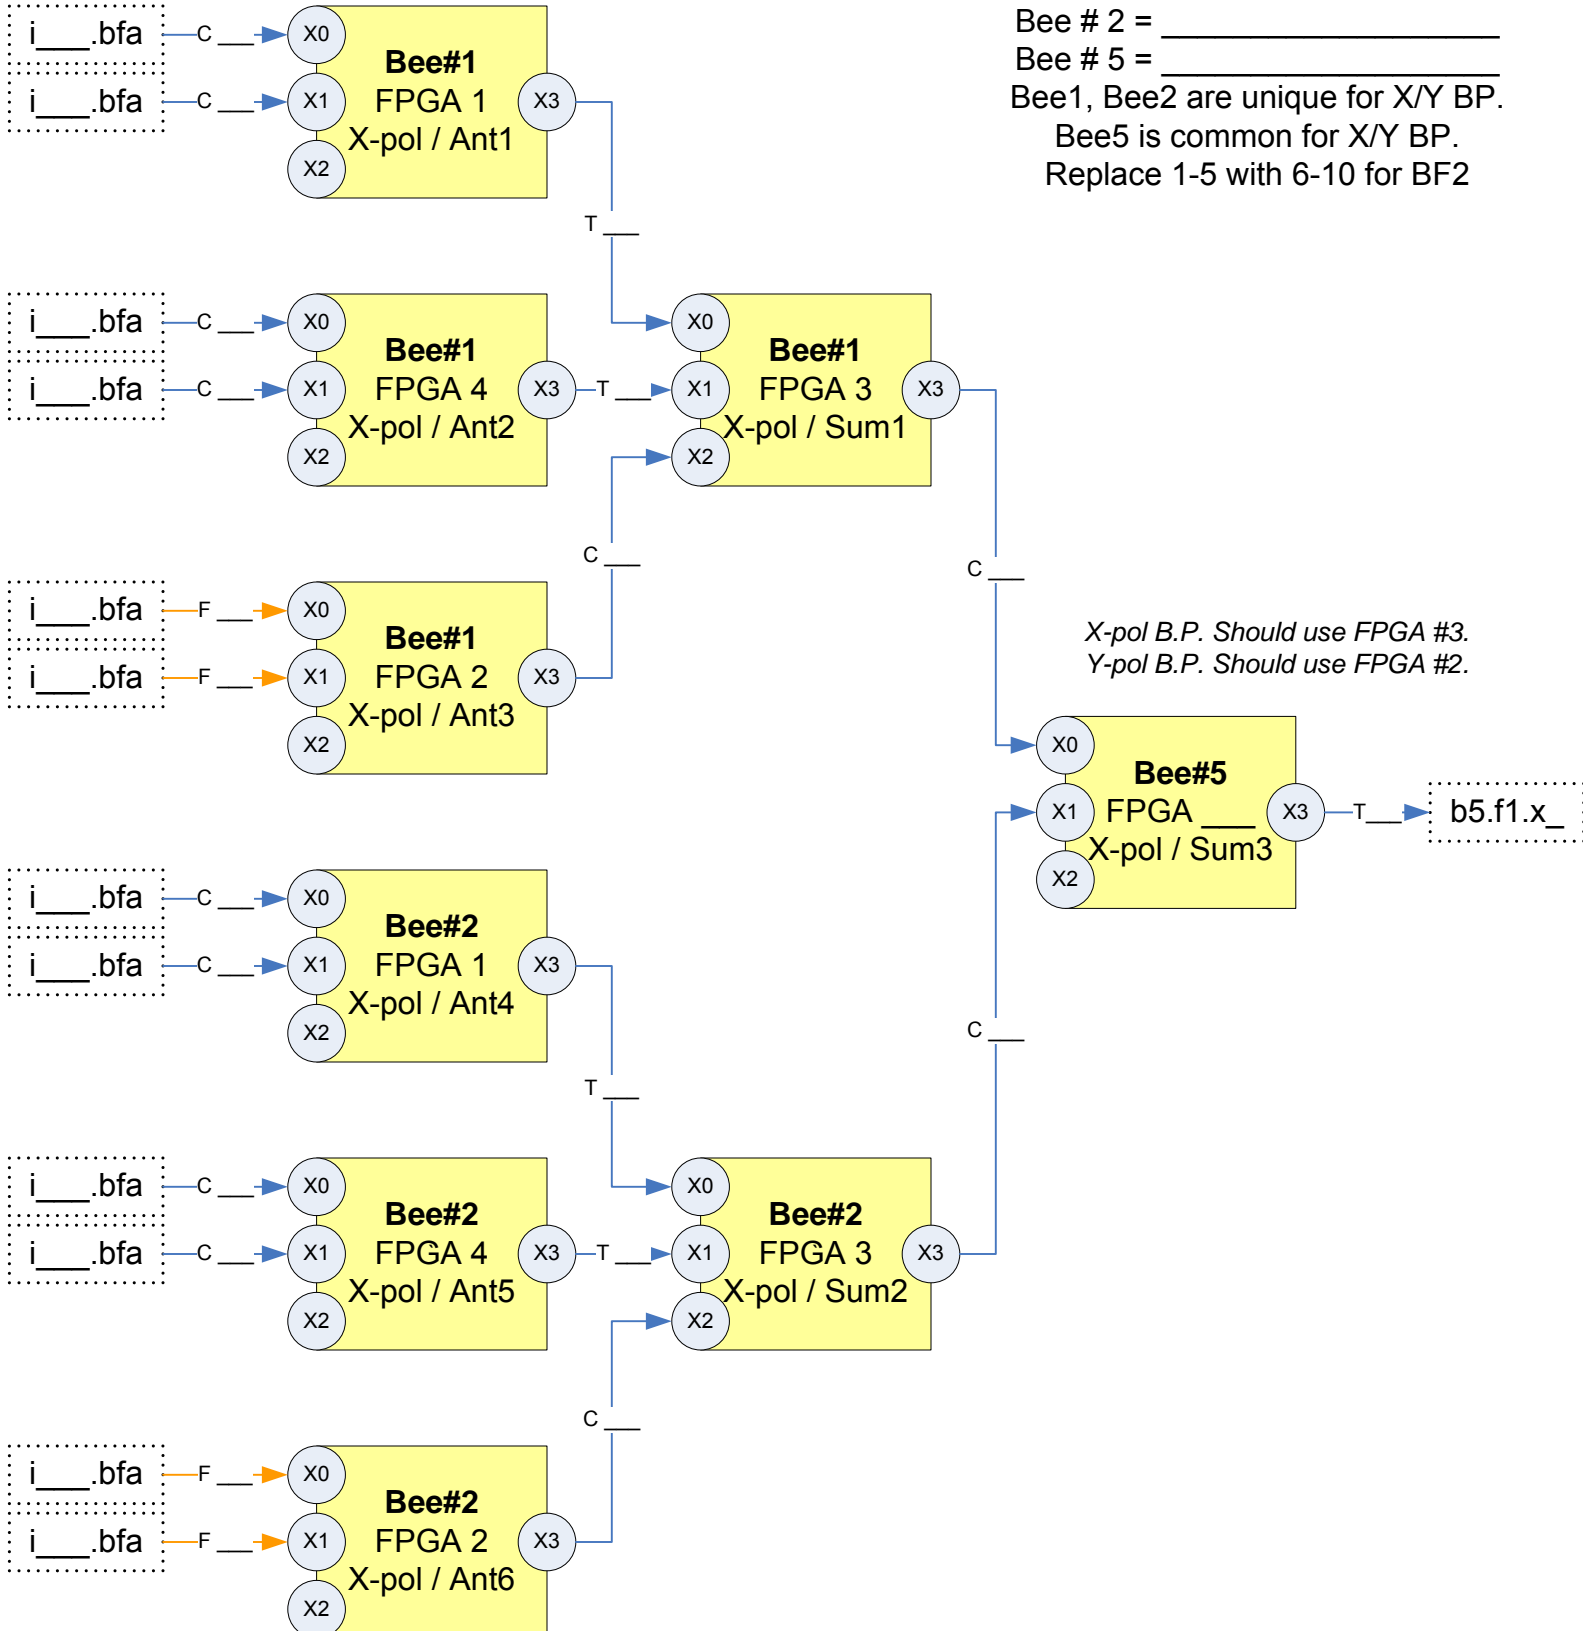 Bee # 2 = ____________________
Bee # 5 = ____________________
Bee1, Bee2 are unique for X/Y BP.
Bee5 is common for X/Y BP.
Replace 1-5 with 6-10 for BF2
i___.bfa
C ___
X0
i___.bfa
C ___
X1
X2
Bee#1
FPGA 1
X-pol / Ant1
X3
T ___
i___.bfa
C ___
X0
i___.bfa
C ___
X1
X2
Bee#1
FPGA 4
X-pol / Ant2
X3
T ___
X0
X1
X2
Bee#1
FPGA 3
X-pol / Sum1
X3
C ___
C ___
i___.bfa
F ___
X0
i___.bfa
F ___
X1
X2
Bee#1
FPGA 2
X-pol / Ant3
X3
X-pol B.P. Should use FPGA #3.
Y-pol B.P. Should use FPGA #2.
X0
X1
X2
Bee#5
FPGA ___
X-pol / Sum3
X3
T___
b5.f1.x_
i___.bfa
C ___
X0
i___.bfa
C ___
X1
X2
Bee#2
FPGA 1
X-pol / Ant4
X3
C ___
T ___
i___.bfa
C ___
X0
i___.bfa
C ___
X1
X2
Bee#2
FPGA 4
X-pol / Ant5
X3
T ___
X0
X1
X2
Bee#2
FPGA 3
X-pol / Sum2
X3
C ___
i___.bfa
F ___
X0
i___.bfa
F ___
X1
X2
Bee#2
FPGA 2
X-pol / Ant6
X3